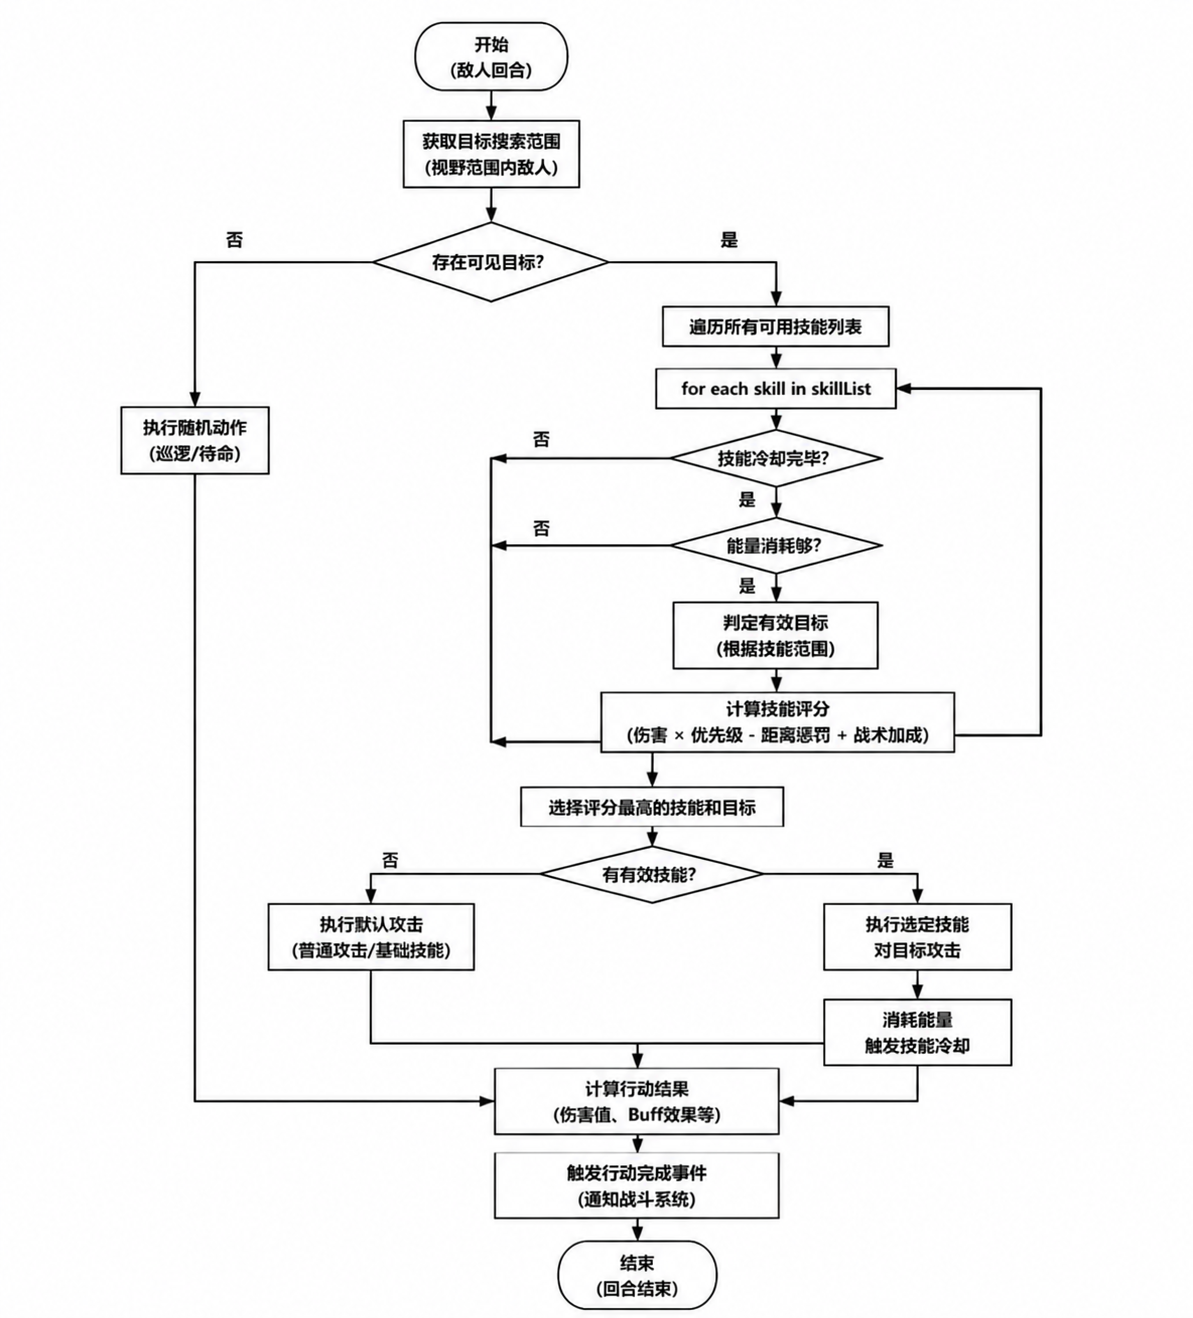 开始
(敌人回合)
获取目标搜索范围
(视野范围内敌人)
存在可见目标?
否
是
遍历所有可用技能列表
for each skill in skillList
执行随机动作
(巡逻/待命)
技能冷却完毕?
否
是
能量消耗够?
否
是
判定有效目标
(根据技能范围)
计算技能评分
(伤害 × 优先级 - 距离惩罚 + 战术加成)
选择评分最高的技能和目标
有有效技能?
否
是
执行默认攻击
(普通攻击/基础技能)
执行选定技能
对目标攻击
消耗能量
触发技能冷却
计算行动结果
(伤害值、Buff效果等)
触发行动完成事件
(通知战斗系统)
结束
(回合结束)